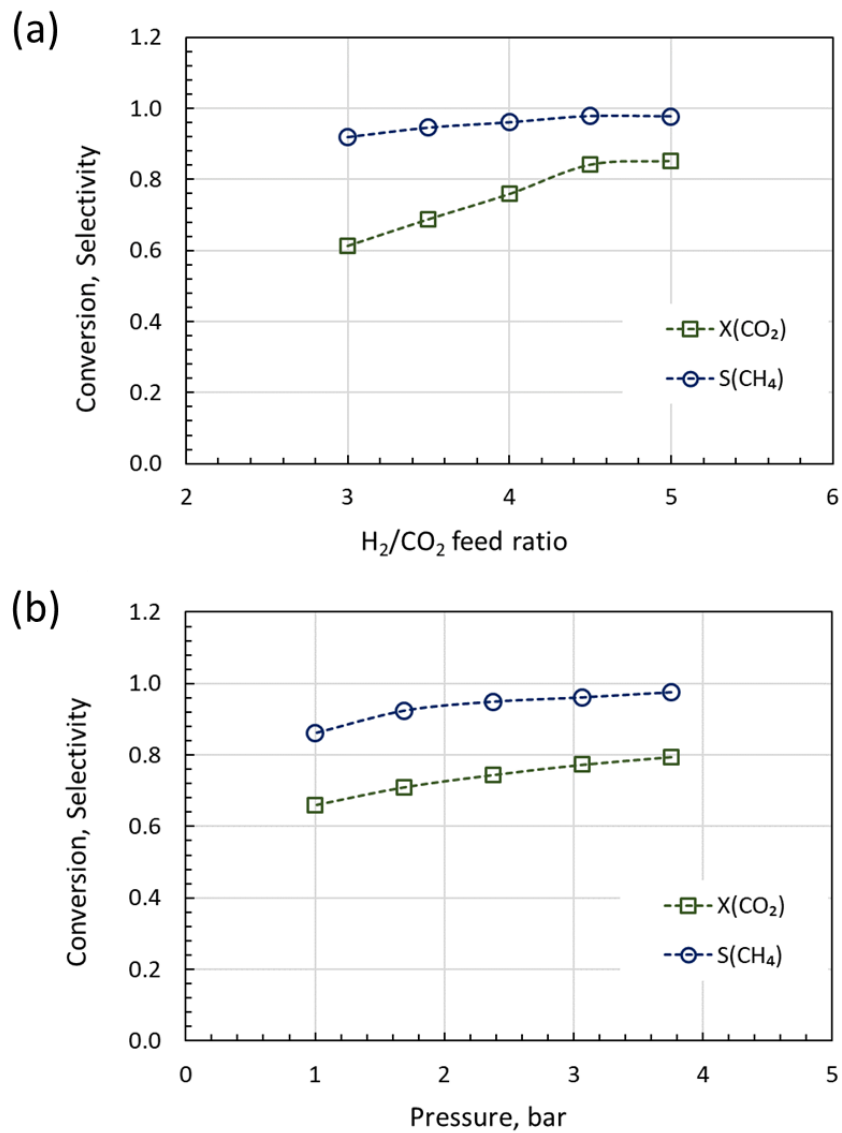 (a)
1.2
1.0
0.8
0.6
0.4
0.2
0.0
Conversion, Selectivity
X(CO₂)
S(CH₄)
2 3 4 5 6
H₂/CO₂ feed ratio
(b)
1.2
1.0
0.8
0.6
0.4
0.2
0.0
Conversion, Selectivity
X(CO₂)
S(CH₄)
0 1 2 3 4 5
Pressure, bar